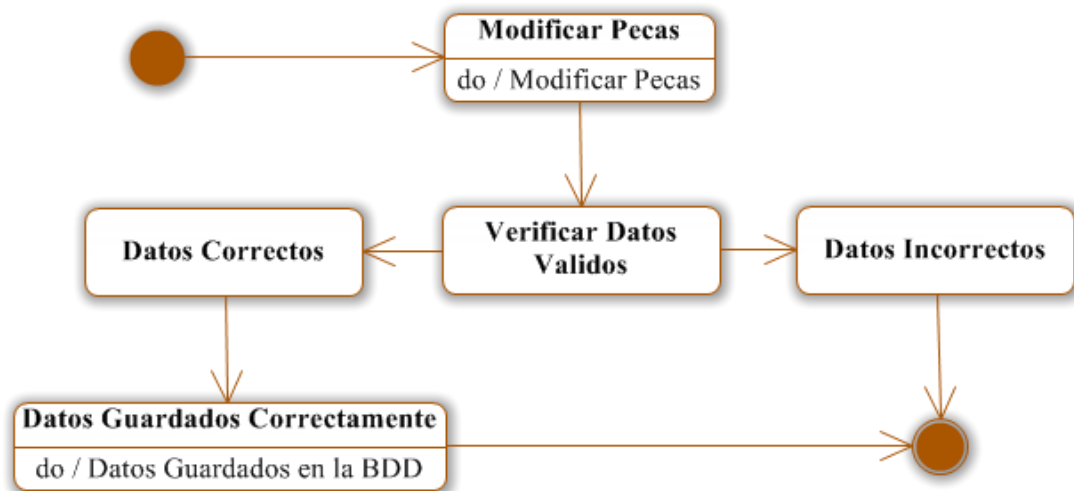 Modificar Pecas
do / Modificar Pecas
Datos Correctos
Verificar Datos
Validos
Datos Incorrectos
Datos Guardados Correctamente
do / Datos Guardados en la BDD